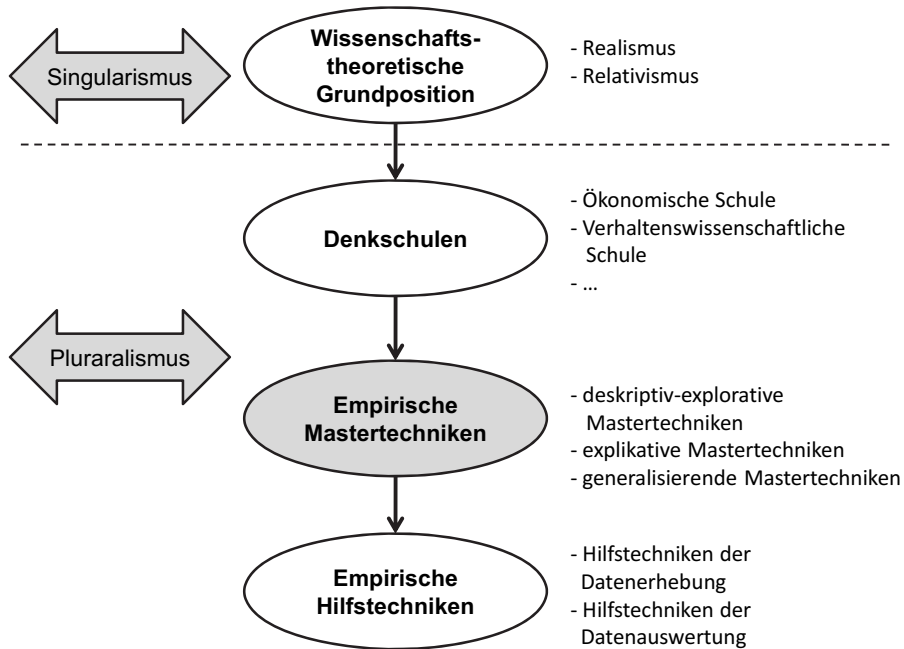 Singularismus
Wissenschafts-
theoretische
Grundposition
- Realismus
- Relativismus
Denkschulen
- Ökonomische Schule
- Verhaltenswissenschaftliche
Schule
- ...
Pluraralismus
Empirische
Mastertechniken
- deskriptiv-explorative
Mastertechniken
- explikative Mastertechniken
- generalisierende Mastertechniken
Empirische
Hilfstechniken
- Hilfstechniken der
Datenerhebung
- Hilfstechniken der
Datenauswertung